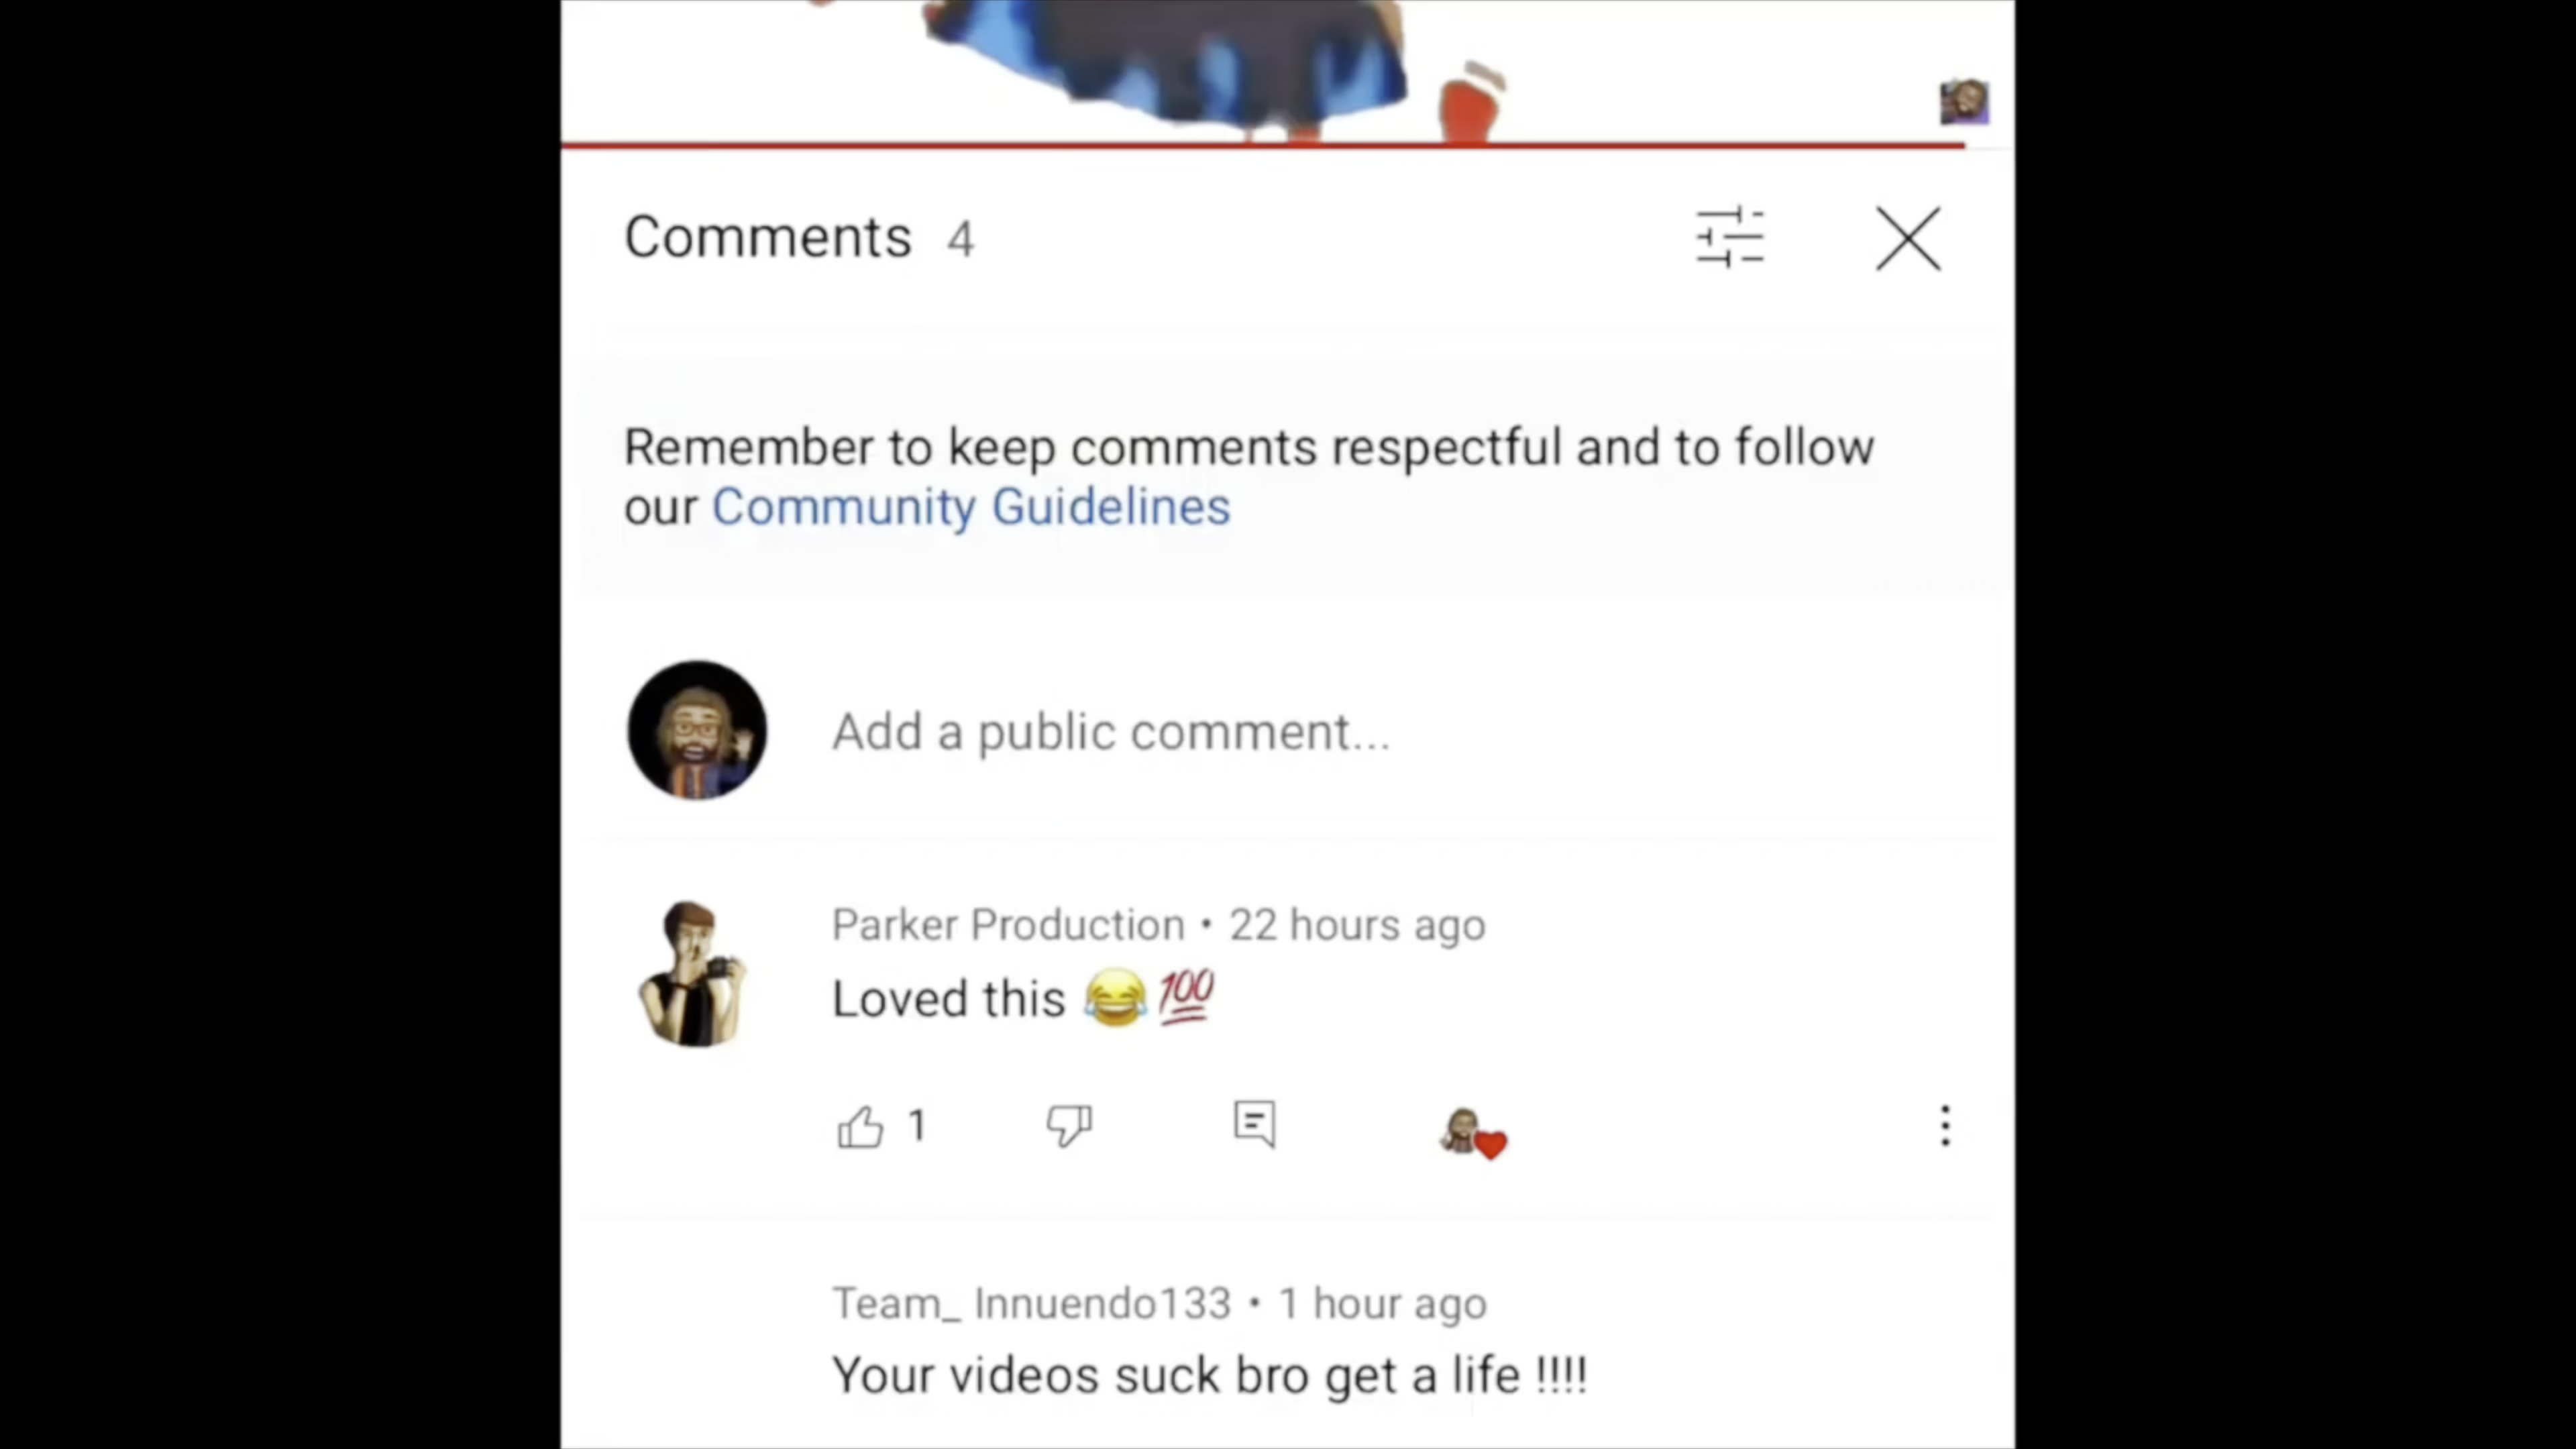 Comments 4
Remember to keep comments respectful and to follow
our Community Guidelines
Add a public comment...
Parker Production • 22 hours ago
Loved this 😂💯
1
Team_ Innuendo133 • 1 hour ago
Your videos suck bro get a life !!!!